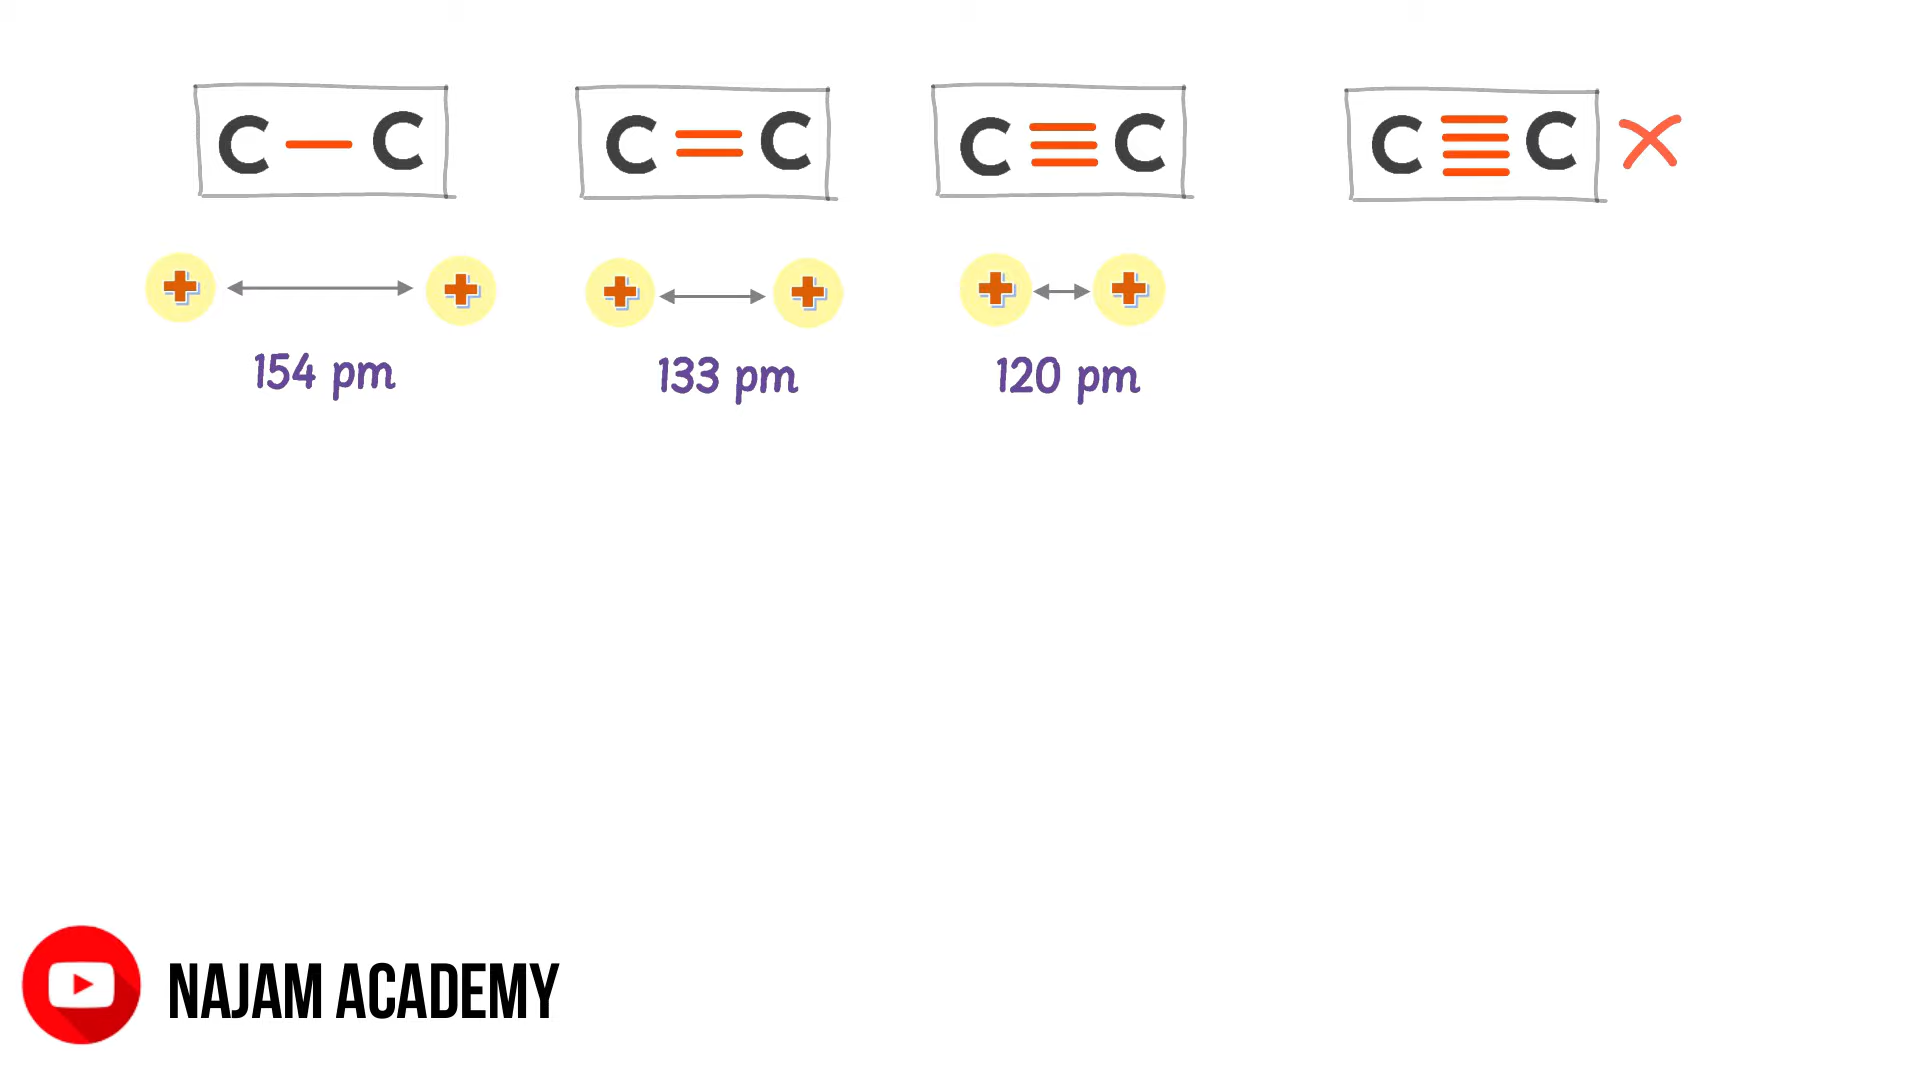 C — C
C = C
C ≡ C
C ≣ C
154 pm
133 pm
120 pm
NAJAM ACADEMY